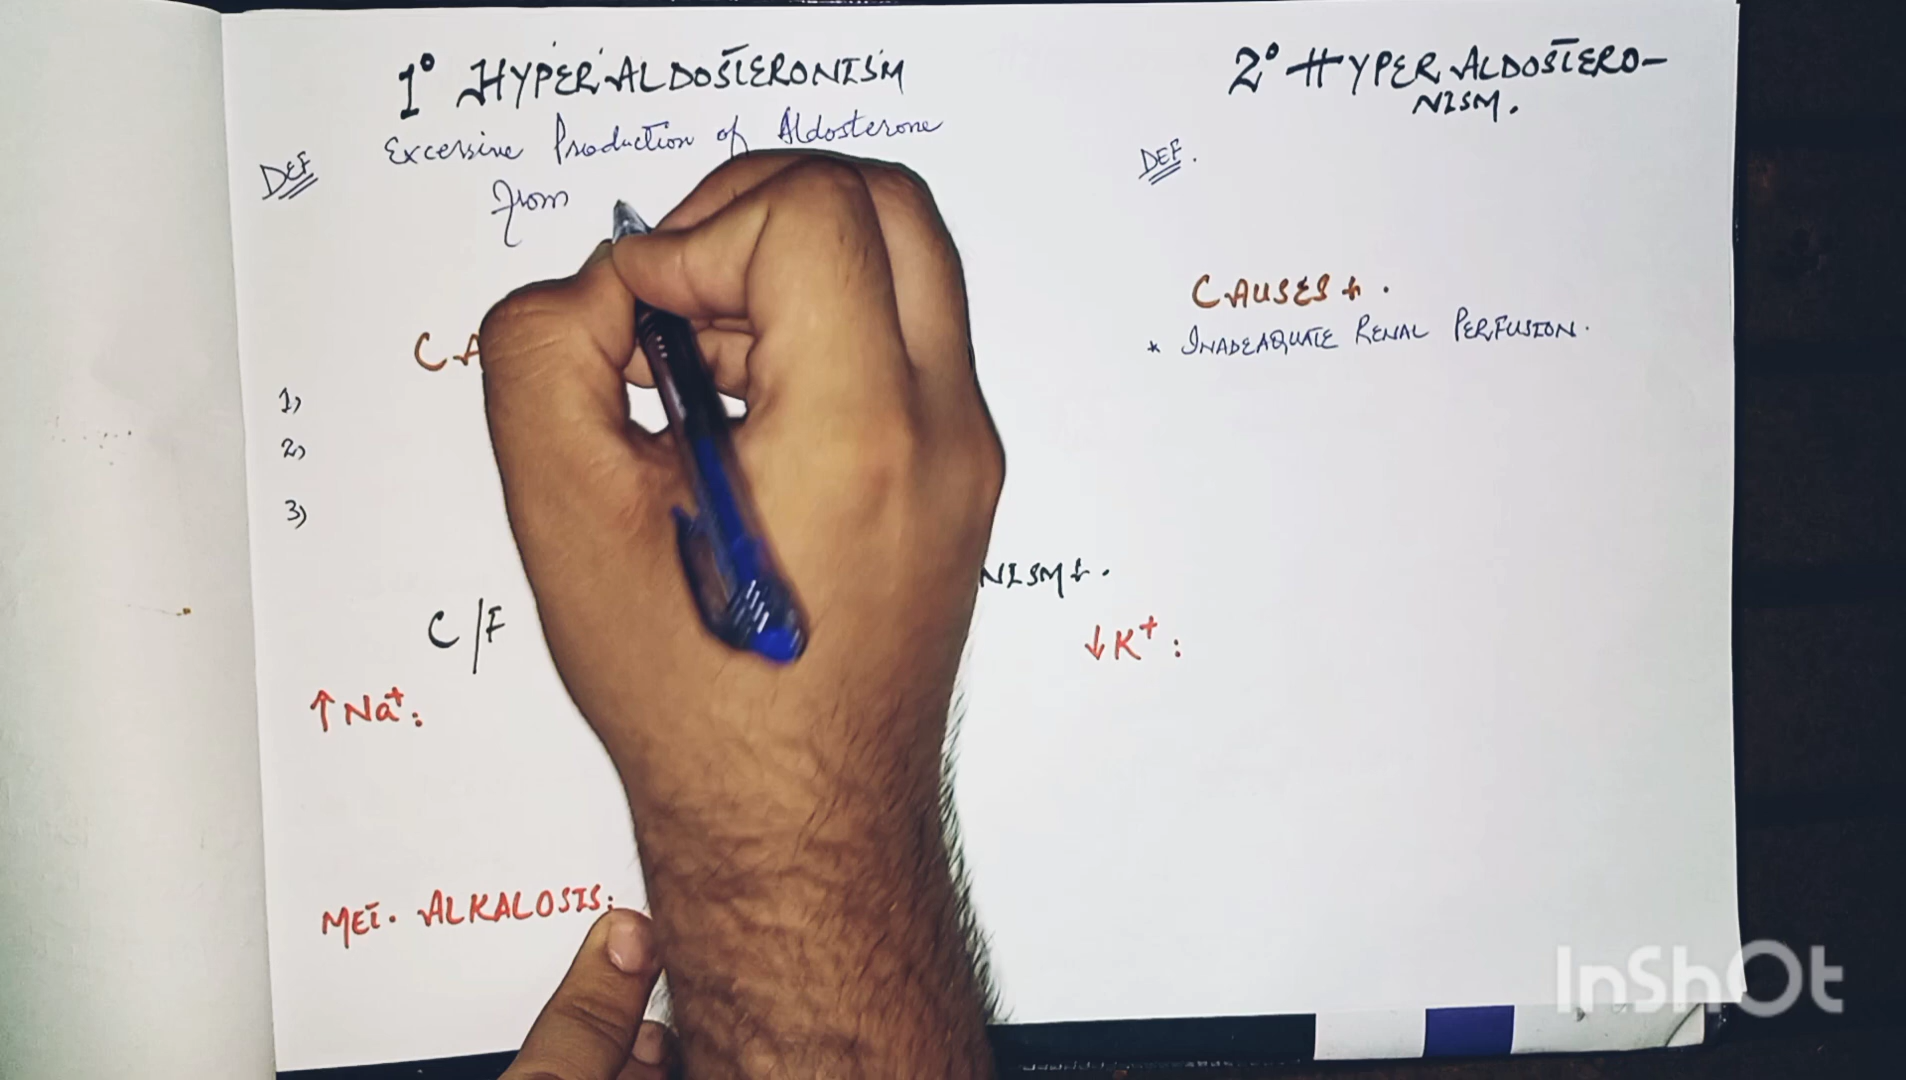 1° HYPERALDOSTERONISM
DEF
Excessive Production of Aldosterone
from
CA
1)
2)
3)
C/F
NISM.
↑Na⁺:
↓K⁺:
MET. ALKALOSIS:
2° HYPERALDOSTERO-
NISM.
DEF.
CAUSES
* INADEAQUATE RENAL PERFUSION.
InShOt